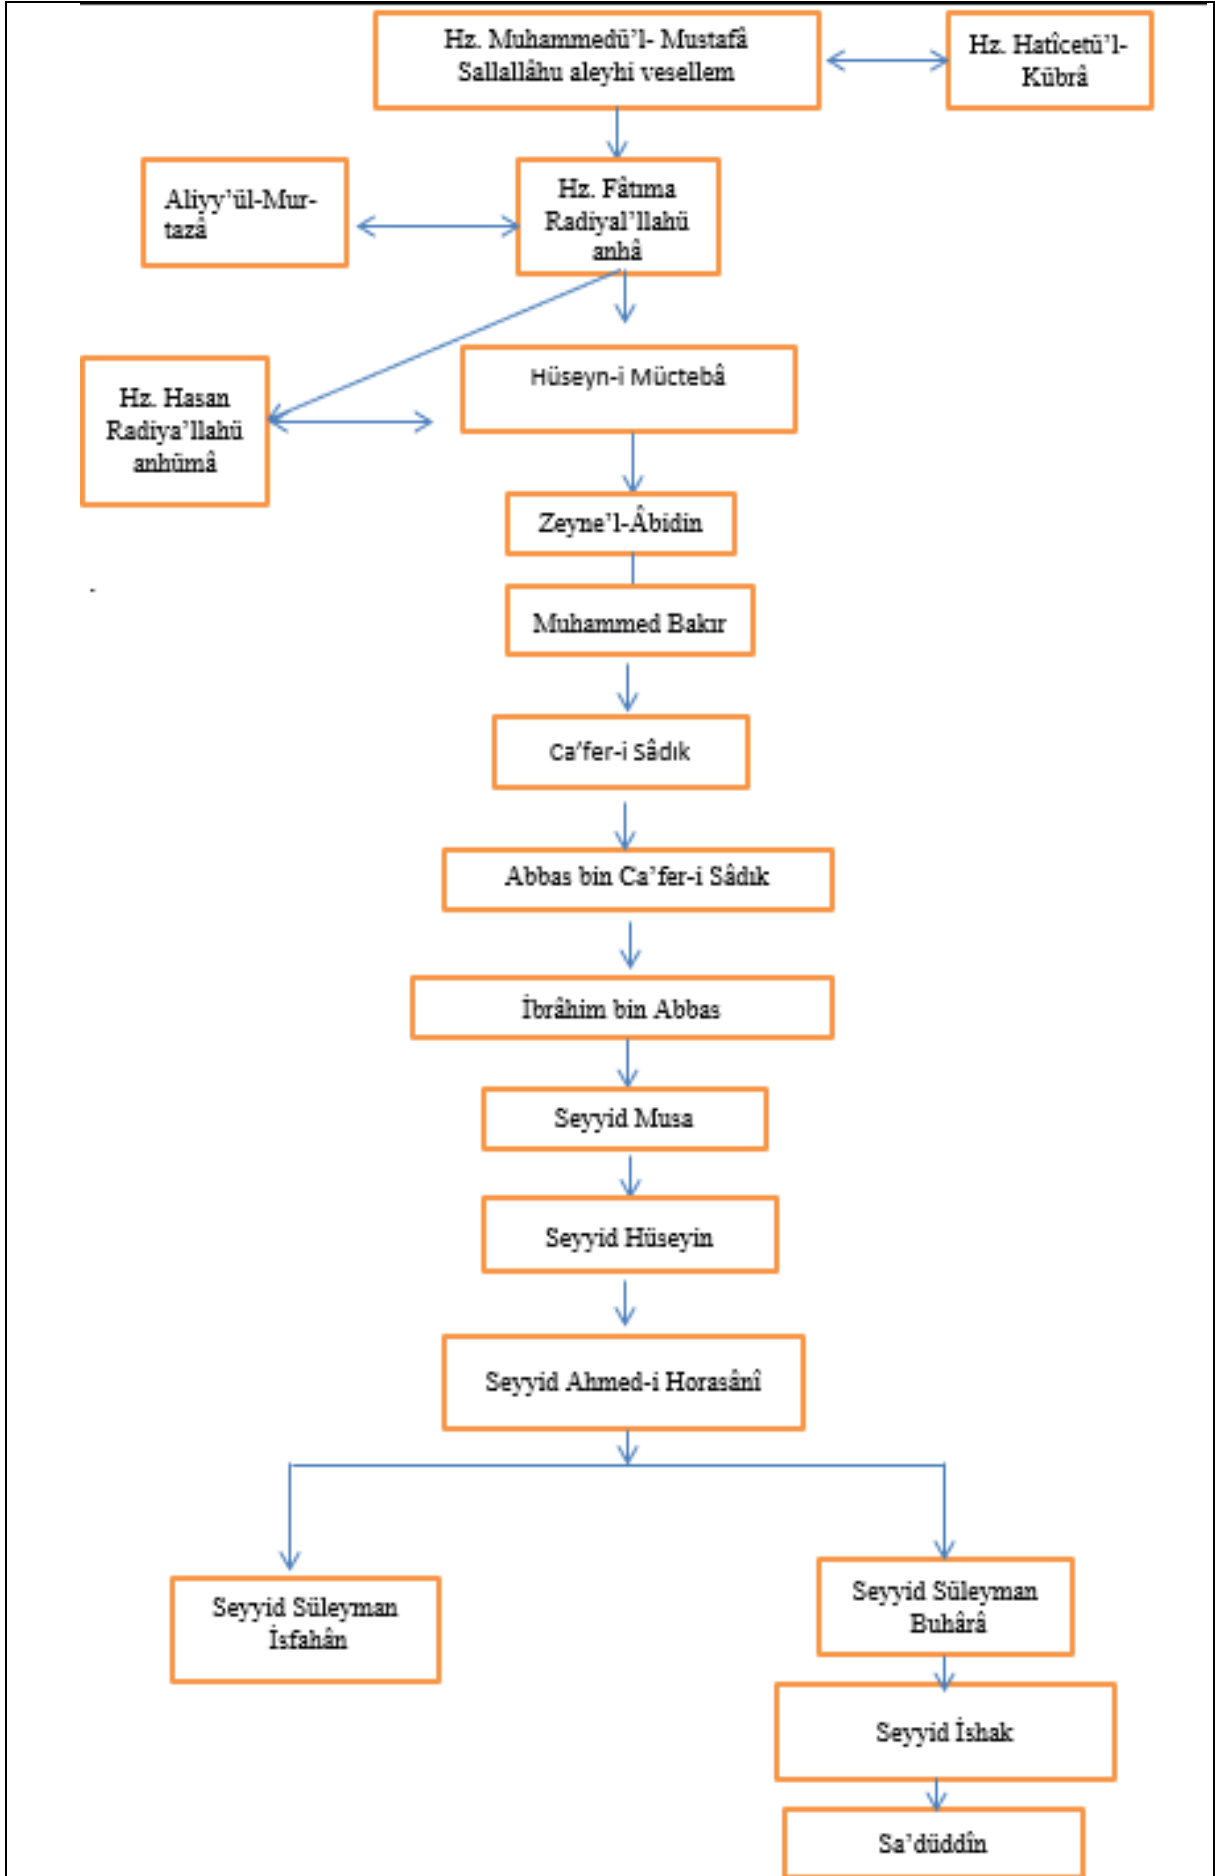 Hz. Muhammedü’l- Mustafâ
Sallallâhu aleyhi vesellem
Hz. Hatîcetü’l-
Kübrâ
Aliyy’ül-Mur-
tazâ
Hz. Fâtıma
Radiyal’llahü
anhâ
Hz. Hasan
Radiya’llahü
anhümâ
Hüseyn-i Müctebâ
Zeyne’l-Âbidin
Muhammed Bakır
Ca’fer-i Sâdık
Abbas bin Ca’fer-i Sâdık
İbrâhim bin Abbas
Seyyid Musa
Seyyid Hüseyin
Seyyid Ahmed-i Horasânî
Seyyid Süleyman
İsfahân
Seyyid Süleyman
Buhârâ
Seyyid İshak
Sa’düddîn